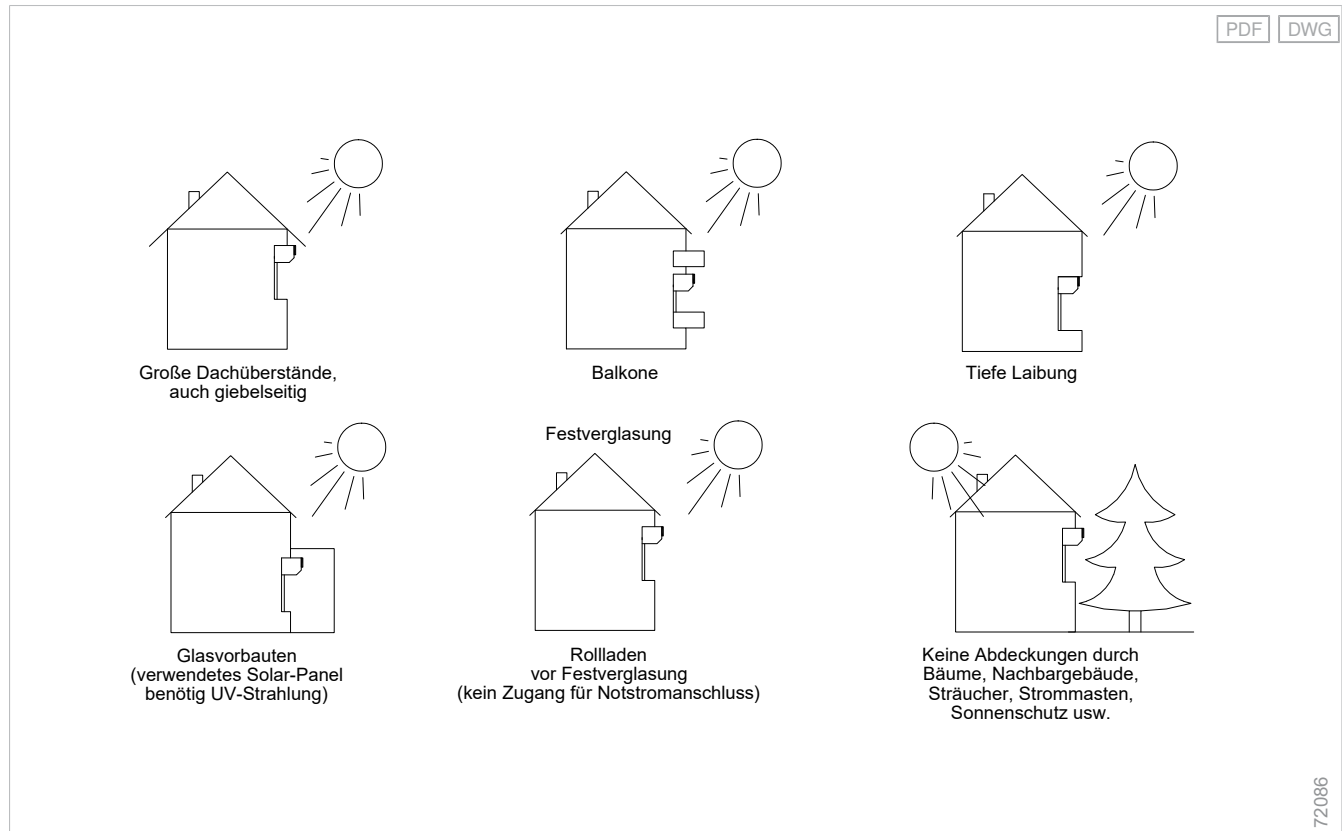 PDF DWG
Große Dachüberstände,
auch giebelseitig
Balkone
Tiefe Laibung
Glasvorbauten
(verwendetes Solar-Panel
benötig UV-Strahlung)
Festverglasung
Rollladen
vor Festverglasung
(kein Zugang für Notstromanschluss)
Keine Abdeckungen durch
Bäume, Nachbargebäude,
Sträucher, Strommasten,
Sonnenschutz usw.
72086